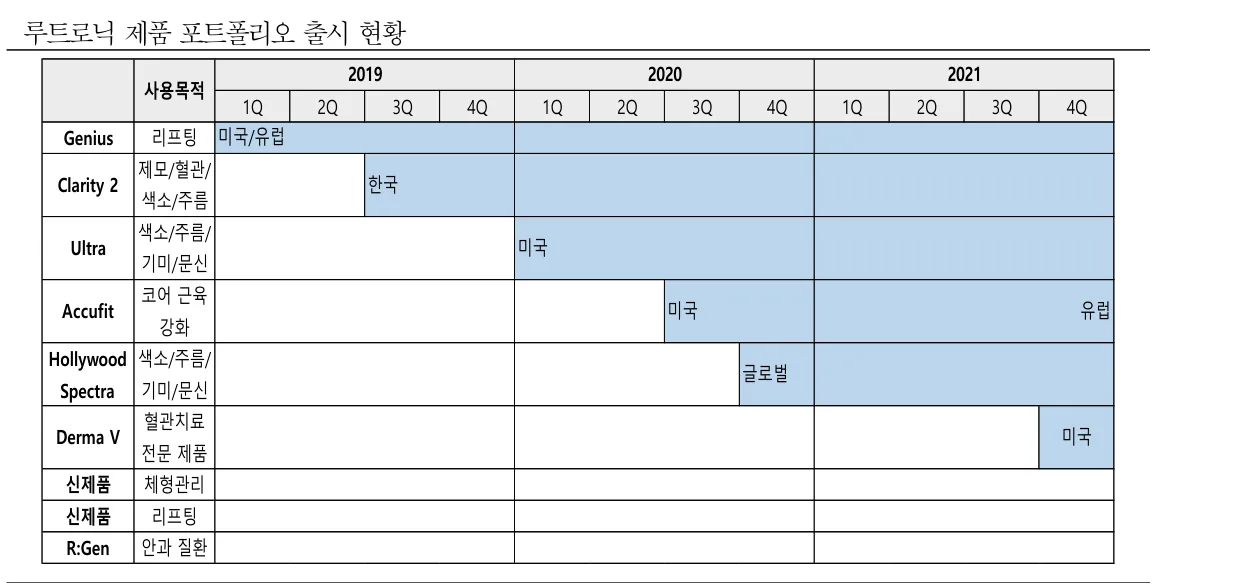 루트로닉 제품 포트폴리오 출시 현황
사용목적 2019 2020 2021
1Q 2Q 3Q 4Q 1Q 2Q 3Q 4Q 1Q 2Q 3Q 4Q
Genius 리프팅 미국/유럽
Clarity 2 제모/혈관/
색소/주름 한국
Ultra 색소/주름/
기미/문신 미국
Accufit 코어 근육
강화 미국 유럽
Hollywood 색소/주름/
Spectra 기미/문신 글로벌
Derma V 혈관치료
전문 제품 미국
신제품 체형관리
신제품 리프팅
R:Gen 안과 질환